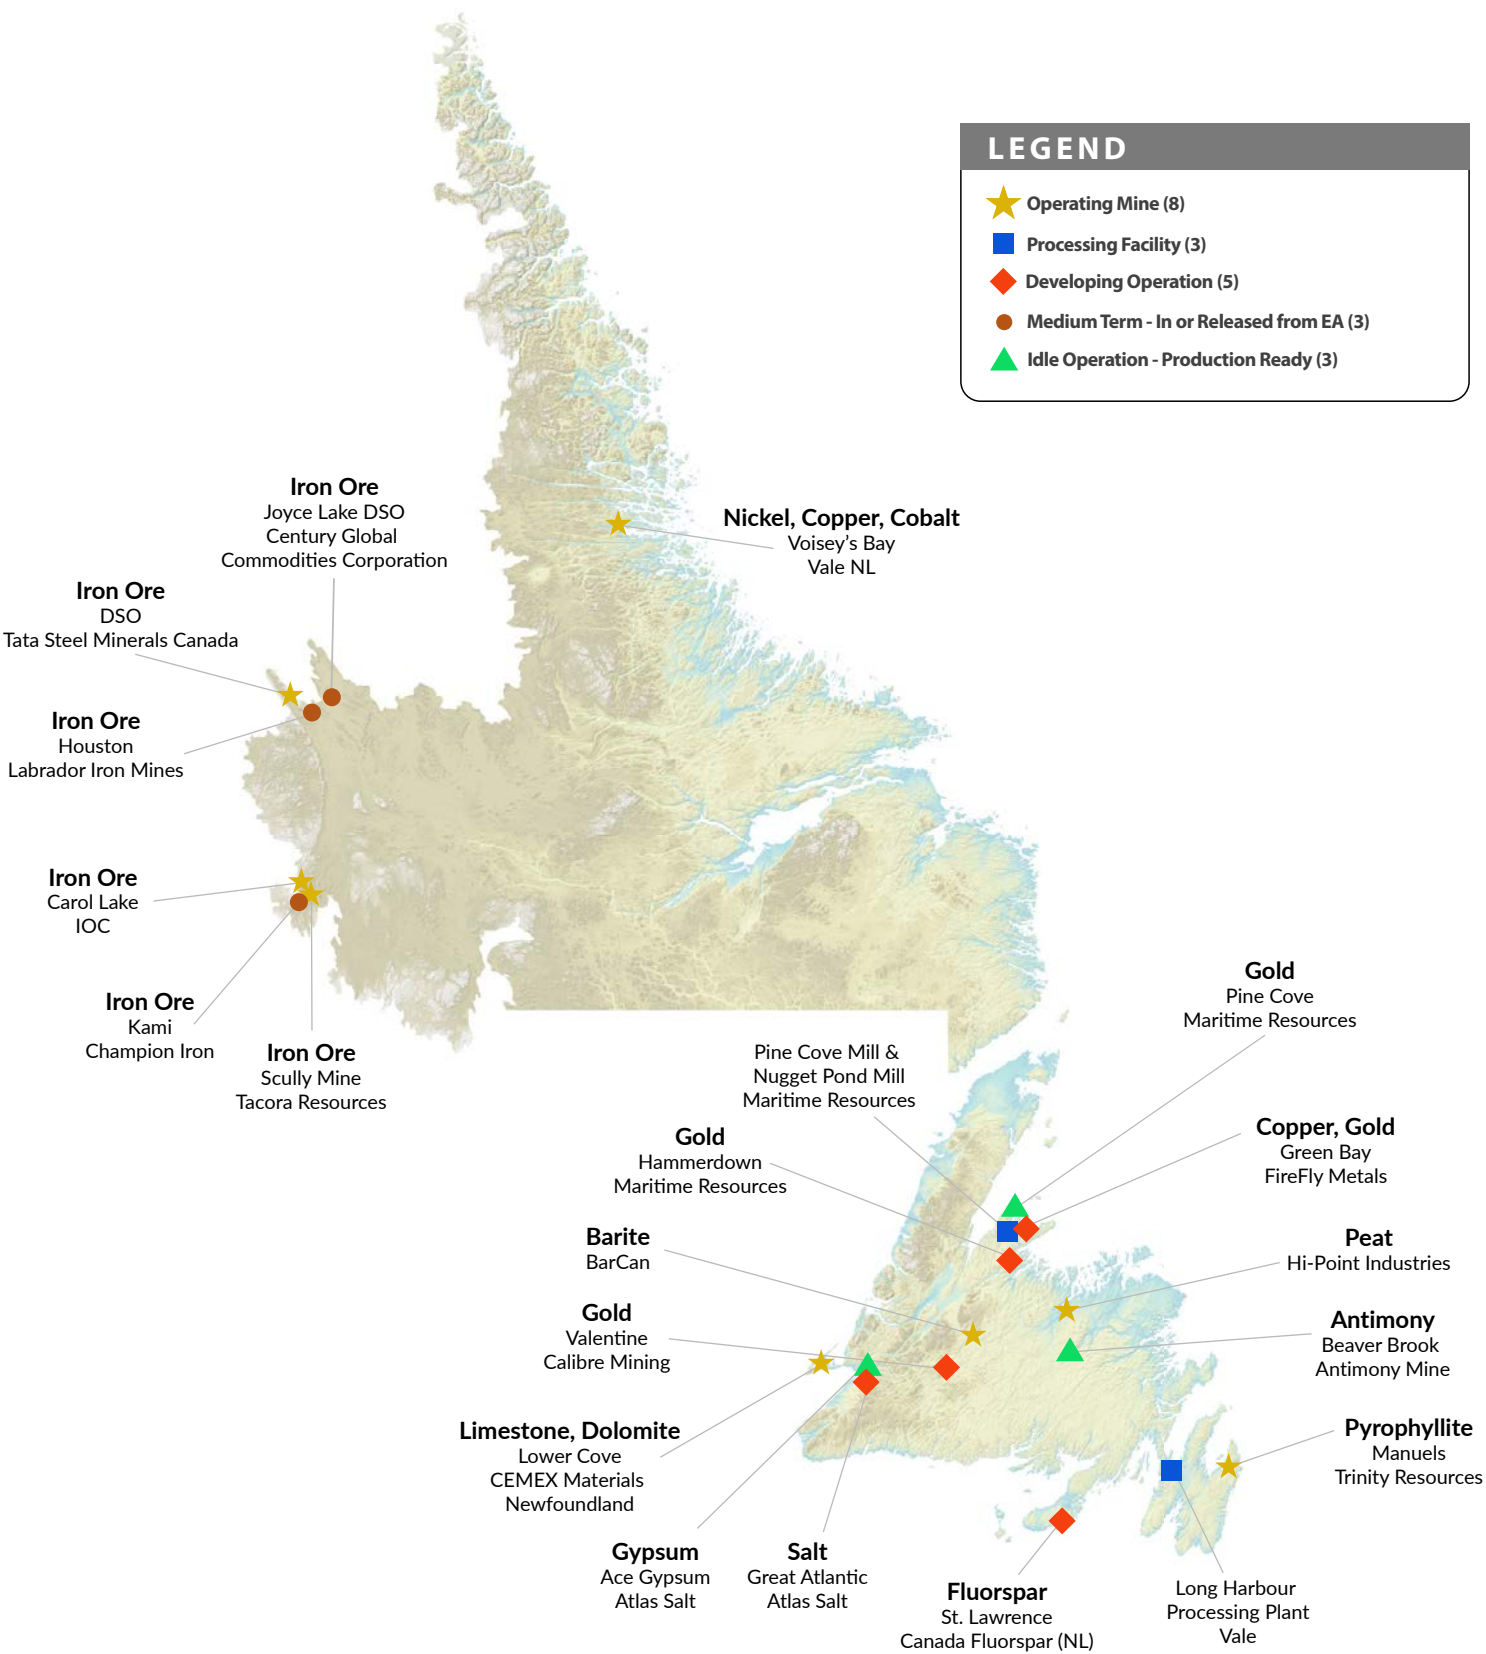 LEGEND
Operating Mine (8)
Processing Facility (3)
Developing Operation (5)
Medium Term - In or Released from EA (3)
Idle Operation - Production Ready (3)
Iron Ore
Joyce Lake DSO
Century Global
Commodities Corporation
Nickel, Copper, Cobalt
Voisey's Bay
Vale NL
Iron Ore
DSO
Tata Steel Minerals Canada
Iron Ore
Houston
Labrador Iron Mines
Iron Ore
Carol Lake
IOC
Iron Ore
Kami
Champion Iron
Iron Ore
Scully Mine
Tacora Resources
Gold
Pine Cove
Maritime Resources
Pine Cove Mill &
Nugget Pond Mill
Maritime Resources
Gold
Hammerdown
Maritime Resources
Copper, Gold
Green Bay
FireFly Metals
Barite
BarCan
Peat
Hi-Point Industries
Gold
Valentine
Calibre Mining
Antimony
Beaver Brook
Antimony Mine
Limestone, Dolomite
Lower Cove
CEMEX Materials
Newfoundland
Pyrophyllite
Manuels
Trinity Resources
Gypsum
Ace Gypsum
Atlas Salt
Salt
Great Atlantic
Atlas Salt
Fluorspar
St. Lawrence
Canada Fluorspar (NL)
Long Harbour
Processing Plant
Vale